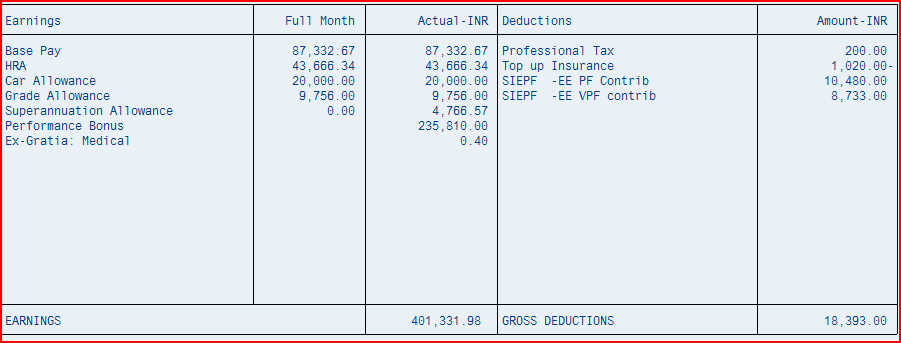 Earnings Full Month Actual-INR Deductions Amount-INR
Base Pay 87,332.67 87,332.67 Professional Tax 200.00
HRA 43,666.34 43,666.34 Top up Insurance 1,020.00-
Car Allowance 20,000.00 20,000.00 SIEPF -EE PF Contrib 10,480.00
Grade Allowance 9,756.00 9,756.00 SIEPF -EE VPF contrib 8,733.00
Superannuation Allowance 0.00 4,766.57
Performance Bonus 235,810.00
Ex-Gratia: Medical 0.40
EARNINGS 401,331.98 GROSS DEDUCTIONS 18,393.00